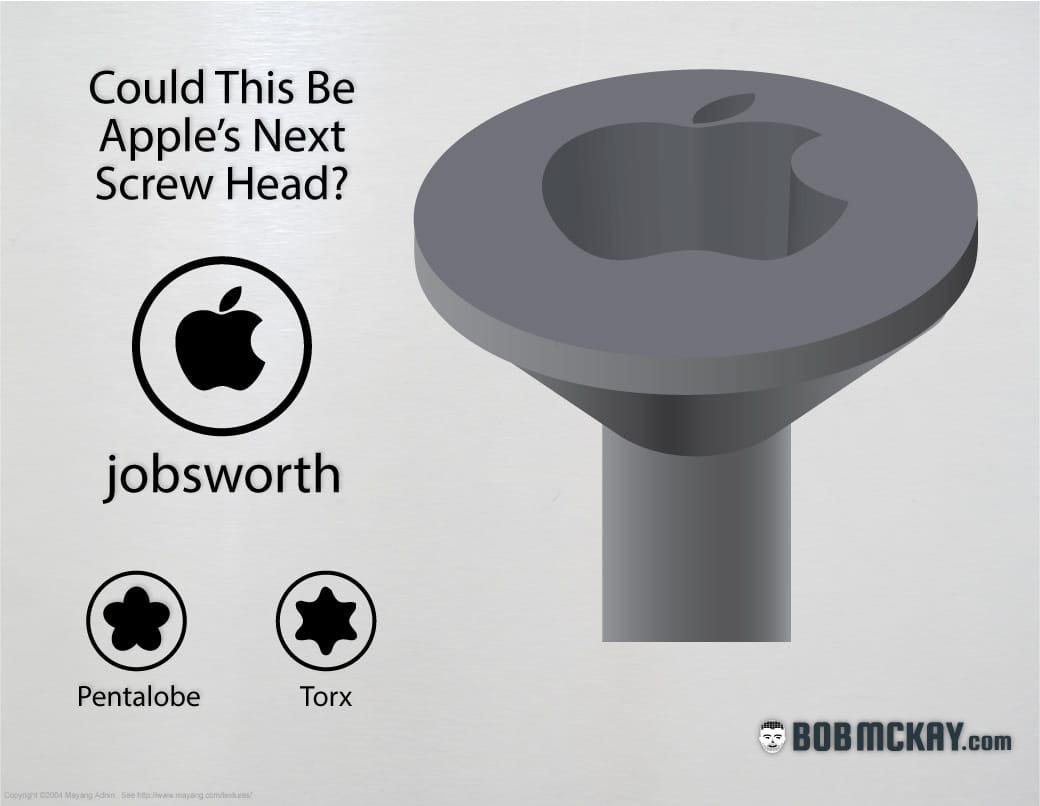 Could This Be
Apple's Next
Screw Head?
jobsworth
Pentalobe
Torx
BOBMCKAY.com
Copyright ©2004 Mayang Adnin. See http://www.mayang.com/textures/